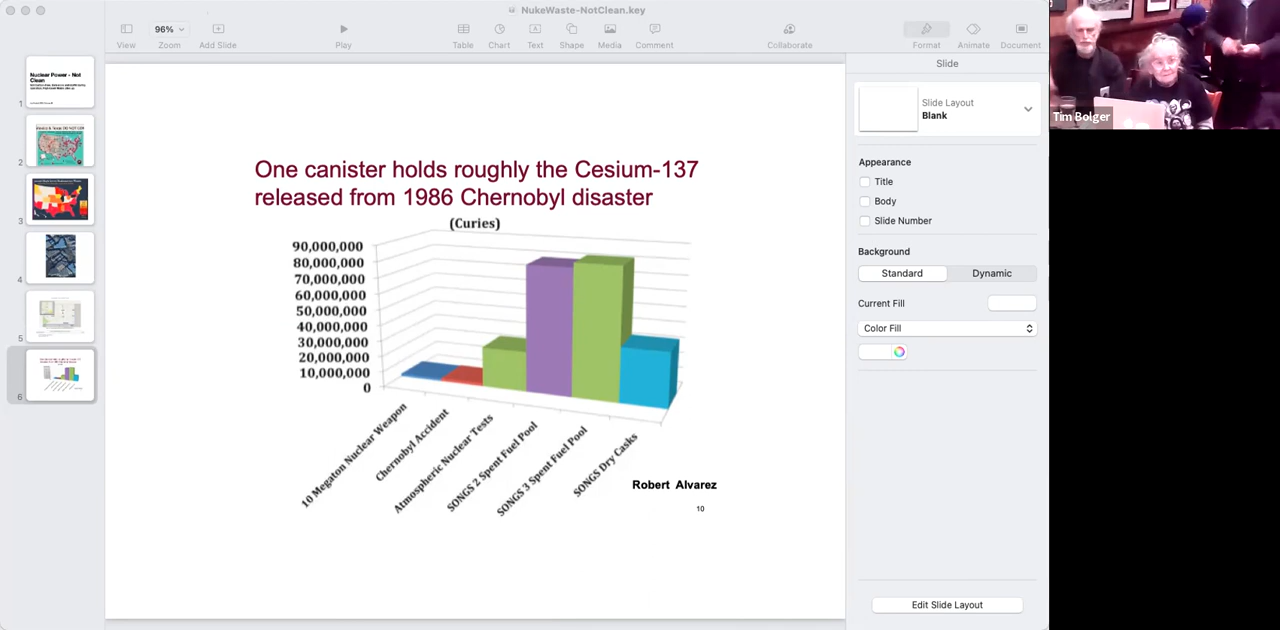 NukeWaste-NotClean.key
96%
View
Zoom
Add Slide
Play
Table
Chart
Text
Shape
Media
Comment
Collaborate
Format
Animate
Document
Nuclear Power - Not
Clean
1
2
3
4
5
6
One canister holds roughly the Cesium-137
released from 1986 Chernobyl disaster
(Curies)
90,000,000
80,000,000
70,000,000
60,000,000
50,000,000
40,000,000
30,000,000
20,000,000
10,000,000
0
10 Megaton Nuclear Weapon
Chernobyl Accident
Atmospheric Nuclear Tests
SONGS 2 Spent Fuel Pool
SONGS 3 Spent Fuel Pool
SONGS Dry Casks
Robert Alvarez
10
Slide
Slide Layout
Blank
Appearance
Title
Body
Slide Number
Background
Standard
Dynamic
Current Fill
Color Fill
Edit Slide Layout
Tim Bolger